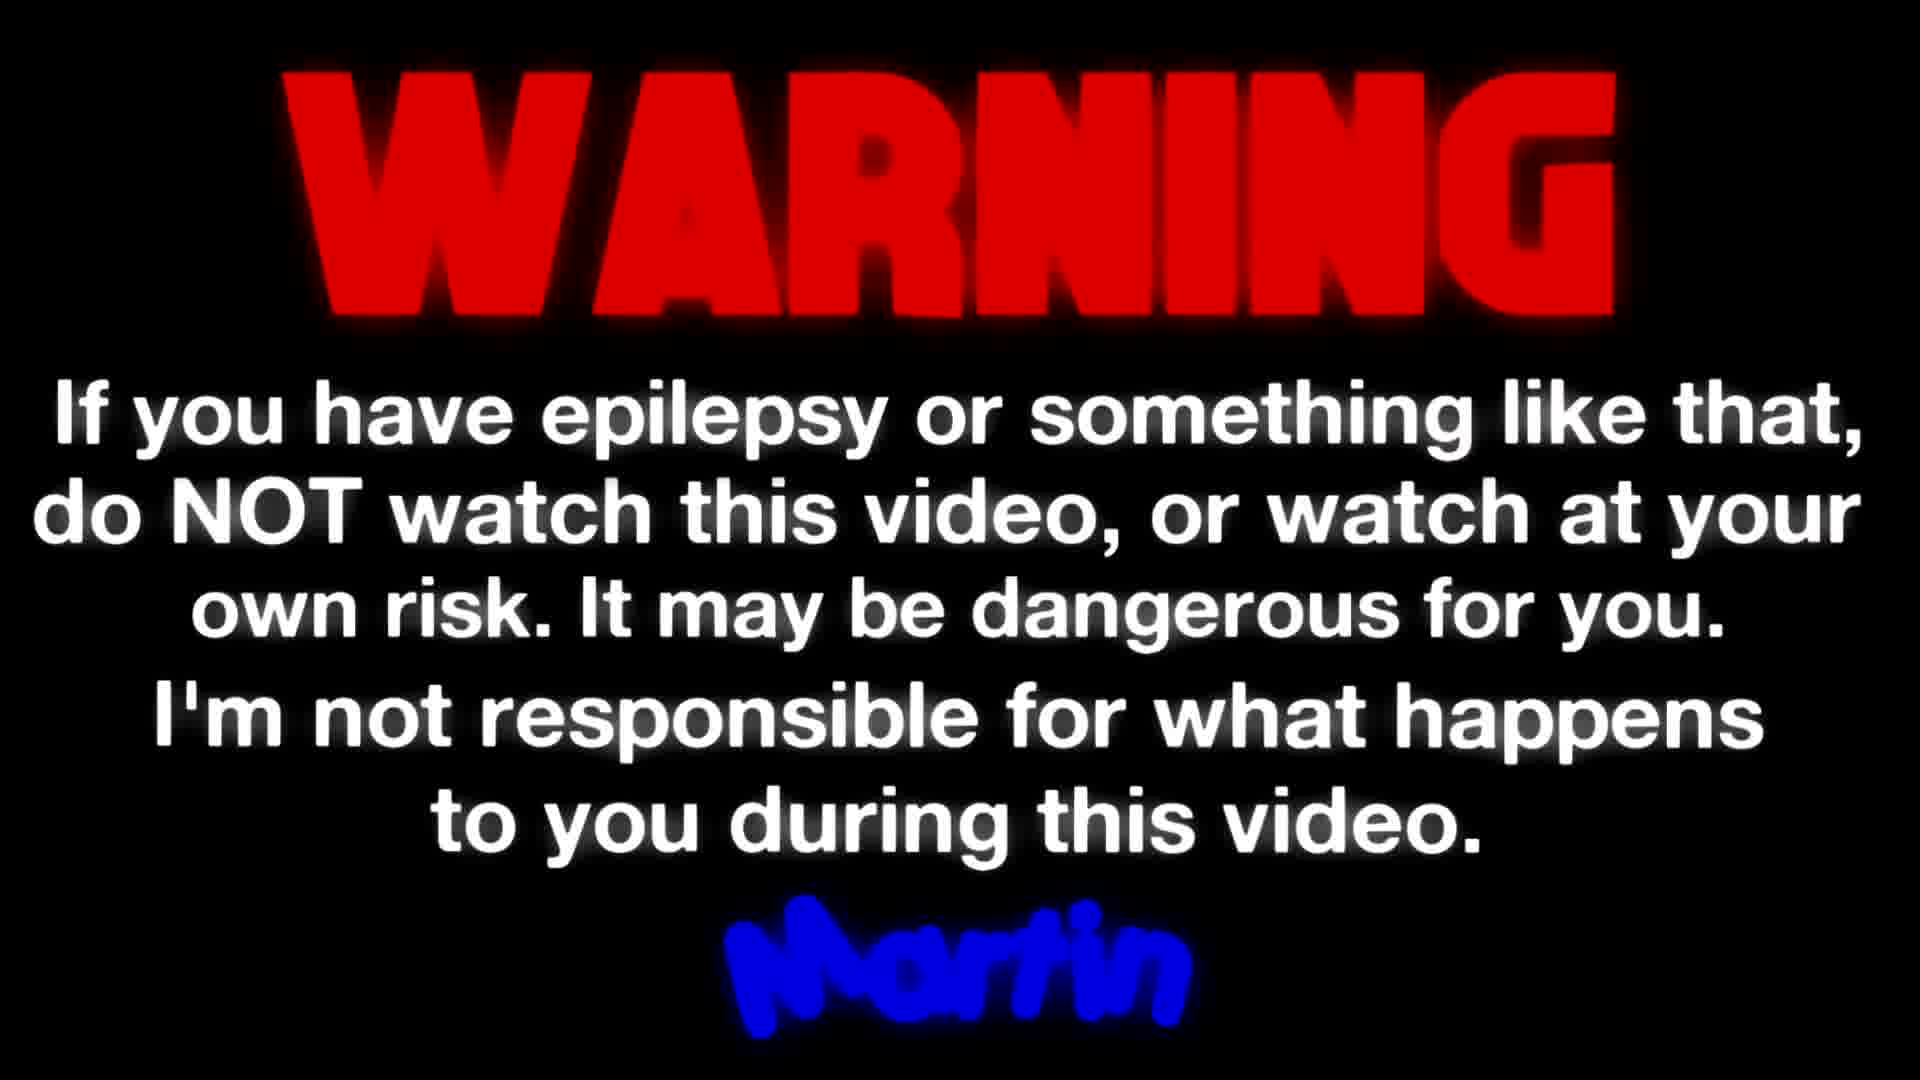 WARNING
If you have epilepsy or something like that,
do NOT watch this video, or watch at your
own risk. It may be dangerous for you.
I'm not responsible for what happens
to you during this video.
Martin